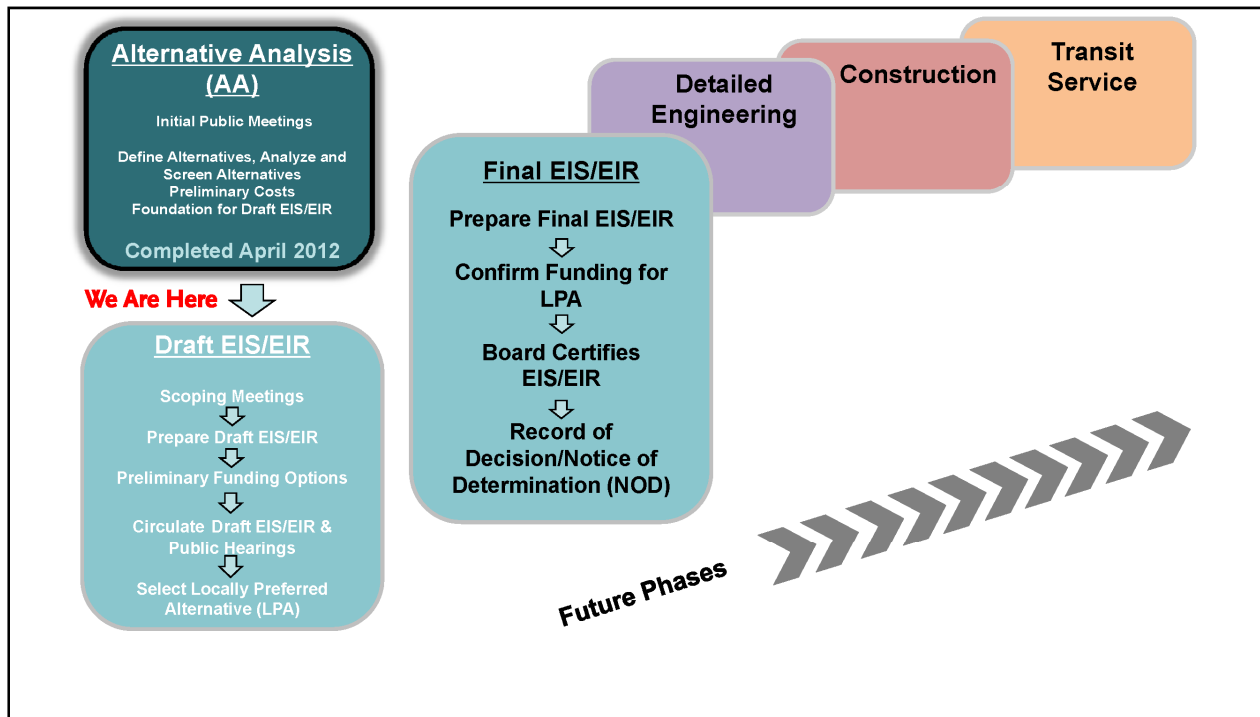 Alternative Analysis
(AA)
Initial Public Meetings
Define Alternatives, Analyze and
Screen Alternatives
Preliminary Costs
Foundation for Draft EIS/EIR
Completed April 2012
We Are Here
Draft EIS/EIR
Scoping Meetings
Prepare Draft EIS/EIR
Preliminary Funding Options
Circulate Draft EIS/EIR &
Public Hearings
Select Locally Preferred
Alternative (LPA)
Final EIS/EIR
Prepare Final EIS/EIR
Confirm Funding for
LPA
Board Certifies
EIS/EIR
Record of
Decision/Notice of
Determination (NOD)
Detailed
Engineering
Construction
Transit
Service
Future Phases